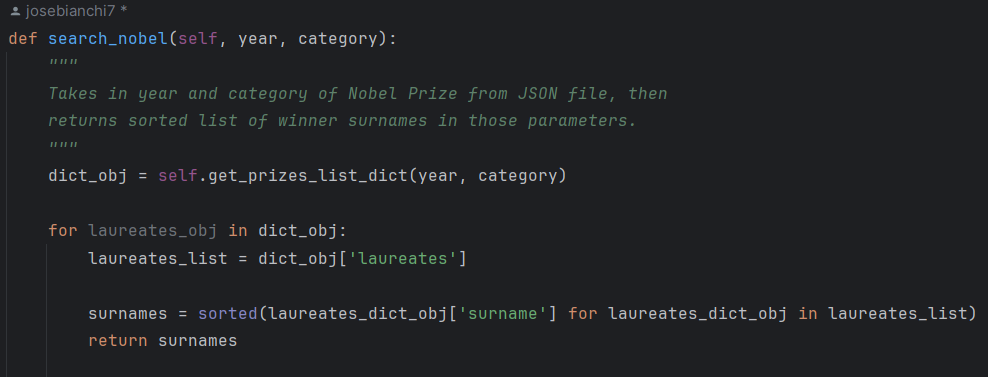 josebianchi7 *
def search_nobel(self, year, category):
    """
    Takes in year and category of Nobel Prize from JSON file, then
    returns sorted list of winner surnames in those parameters.
    """
    dict_obj = self.get_prizes_list_dict(year, category)
    for laureates_obj in dict_obj:
        laureates_list = dict_obj['laureates']
        surnames = sorted(laureates_dict_obj['surname'] for laureates_dict_obj in laureates_list)
        return surnames